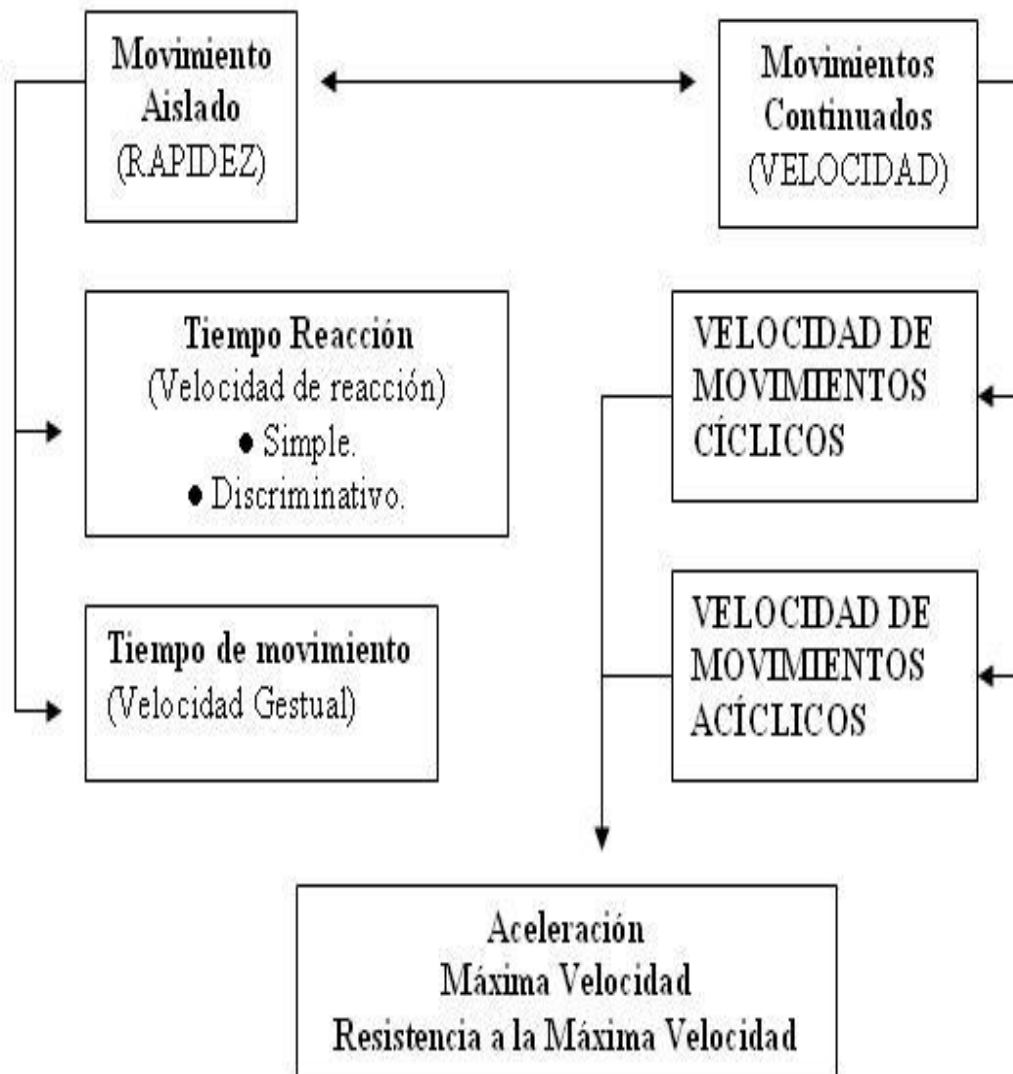 Movimiento
Aislado
(RAPIDEZ)
Movimientos
Continuados
(VELOCIDAD)
Tiempo Reacción
(Velocidad de reacción)
● Simple.
● Discriminativo.
VELOCIDAD DE
MOVIMIENTOS
CÍCLICOS
Tiempo de movimiento
(Velocidad Gestual)
VELOCIDAD DE
MOVIMIENTOS
ACÍCLICOS
Aceleración
Máxima Velocidad
Resistencia a la Máxima Velocidad